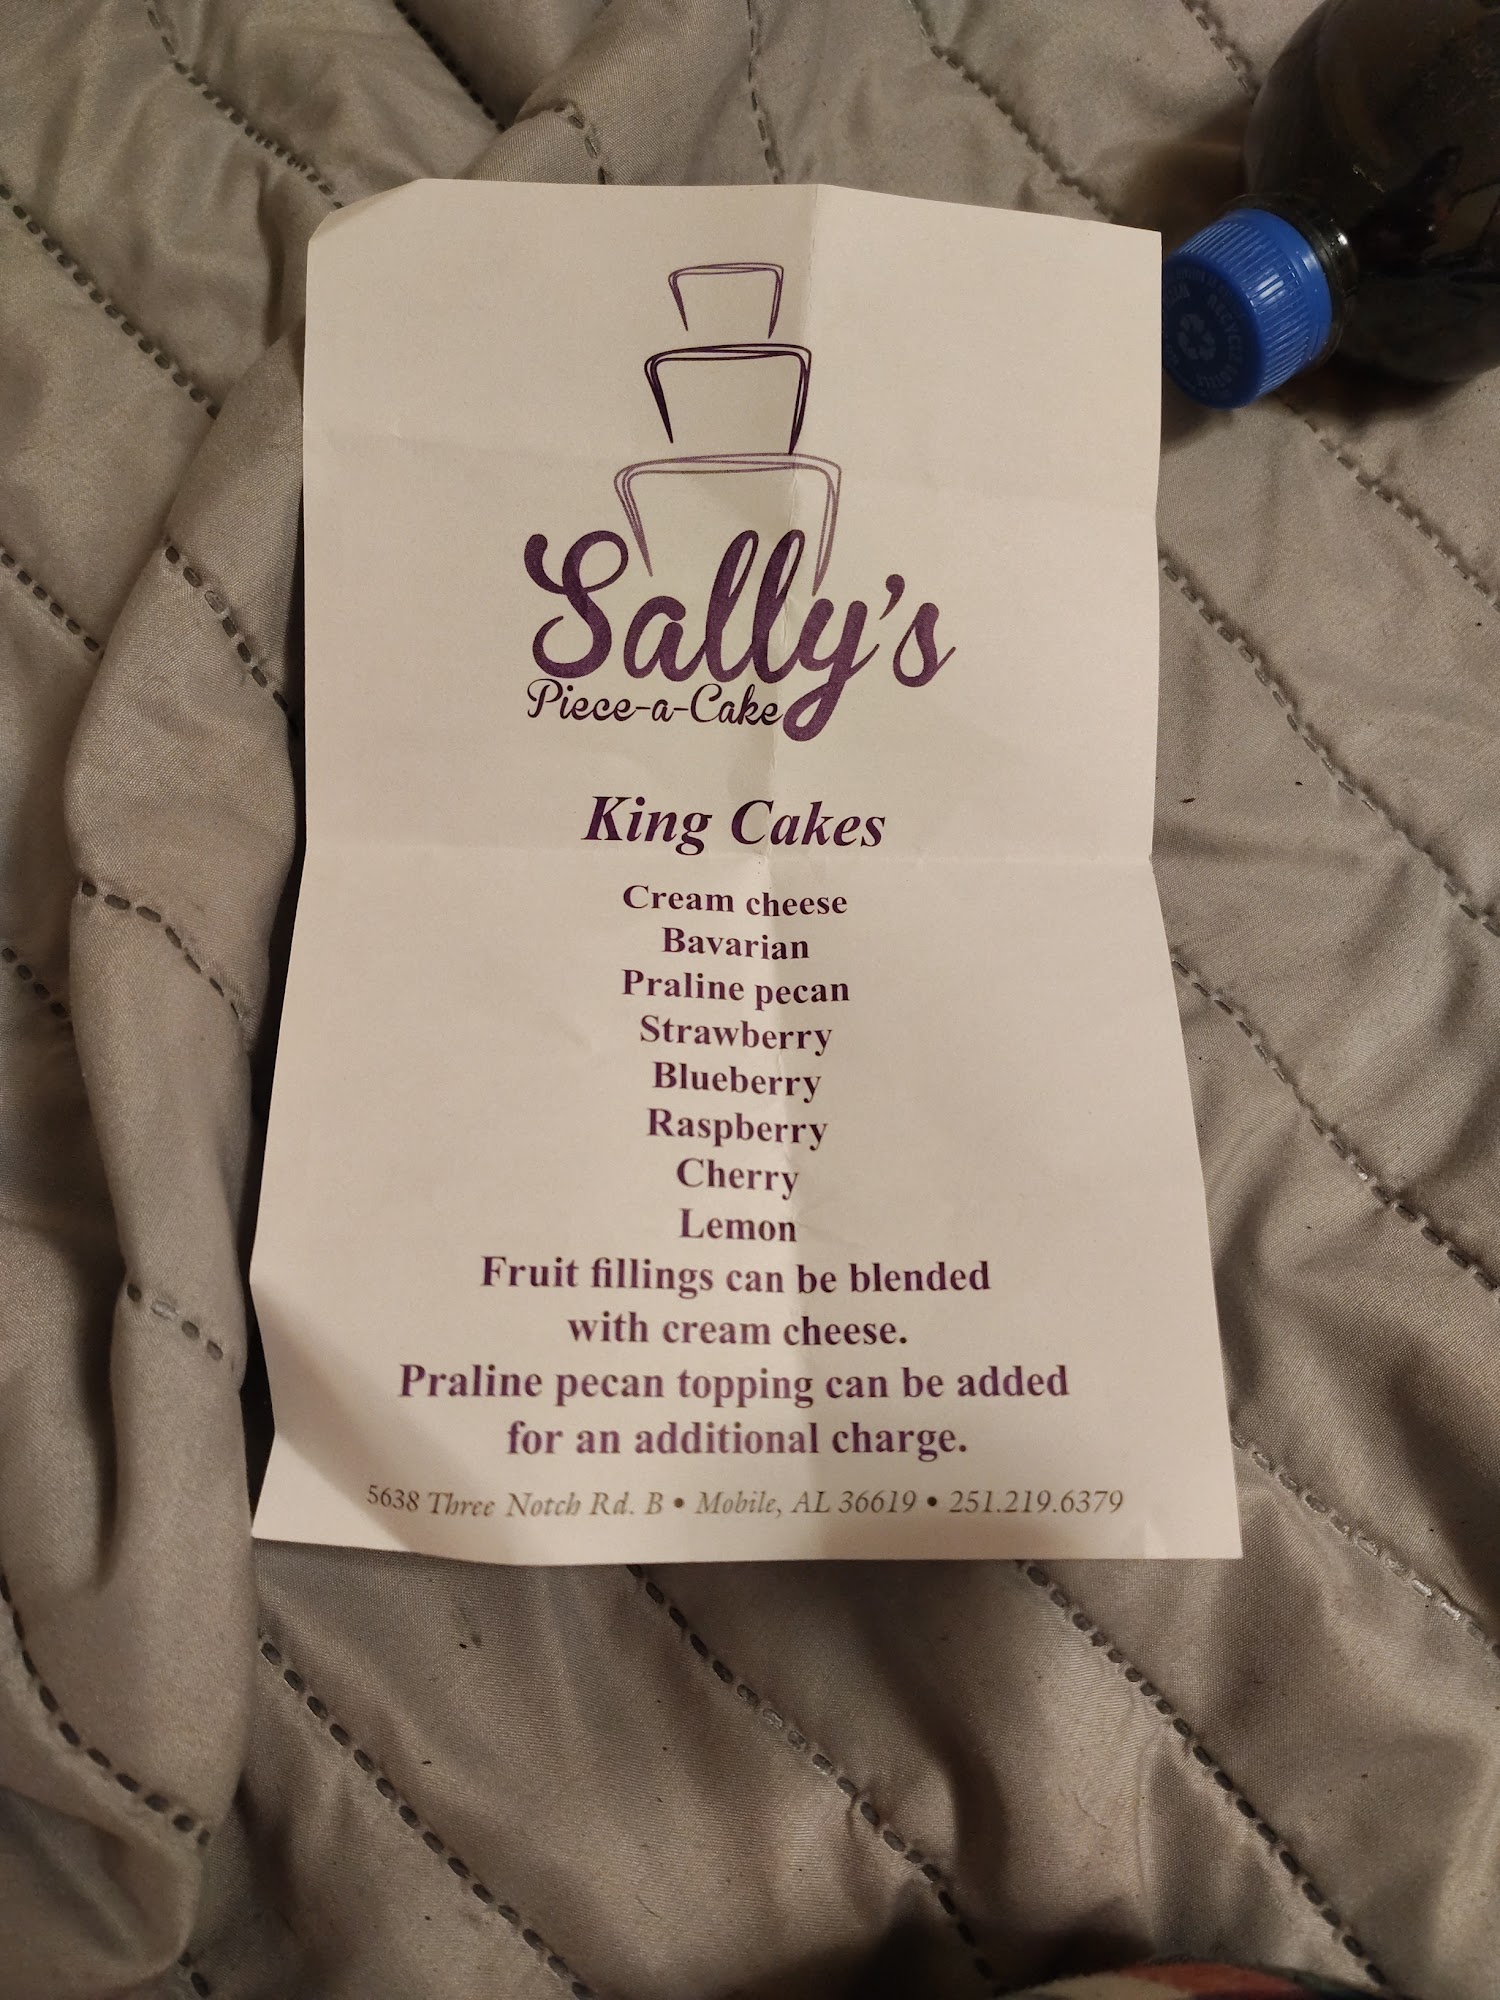 Sally's
Piece-a-Cake
King Cakes
Cream cheese
Bavarian
Praline pecan
Strawberry
Blueberry
Raspberry
Cherry
Lemon
Fruit fillings can be blended
with cream cheese.
Praline pecan topping can be added
for an additional charge.
5638 Three Notch Rd. B • Mobile, AL 36619 • 251.219.6379